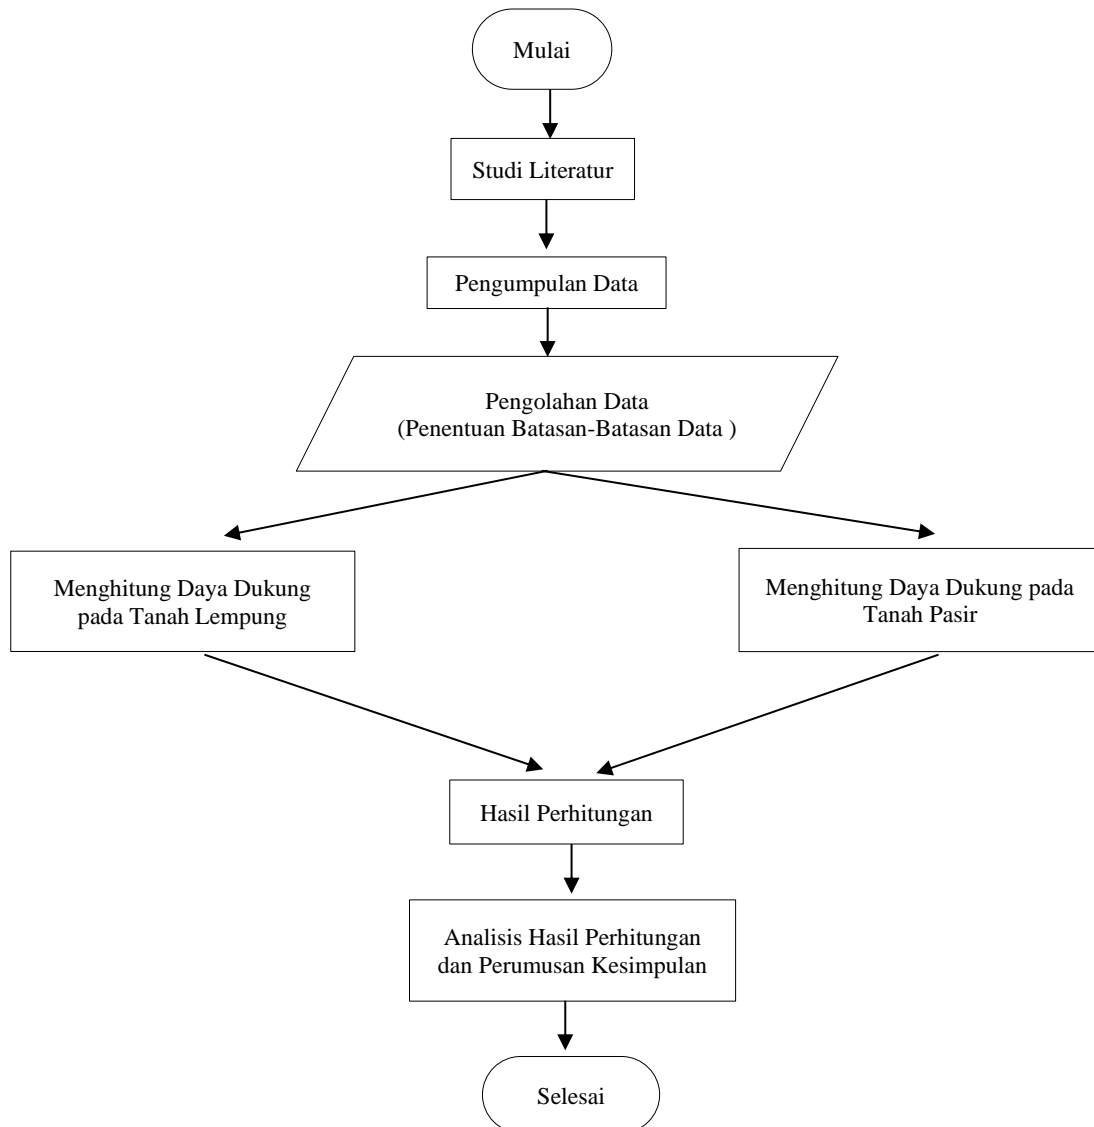 Mulai
Studi Literatur
Pengumpulan Data
Pengolahan Data
(Penentuan Batasan-Batasan Data )
Menghitung Daya Dukung
pada Tanah Lempung
Menghitung Daya Dukung pada
Tanah Pasir
Hasil Perhitungan
Analisis Hasil Perhitungan
dan Perumusan Kesimpulan
Selesai